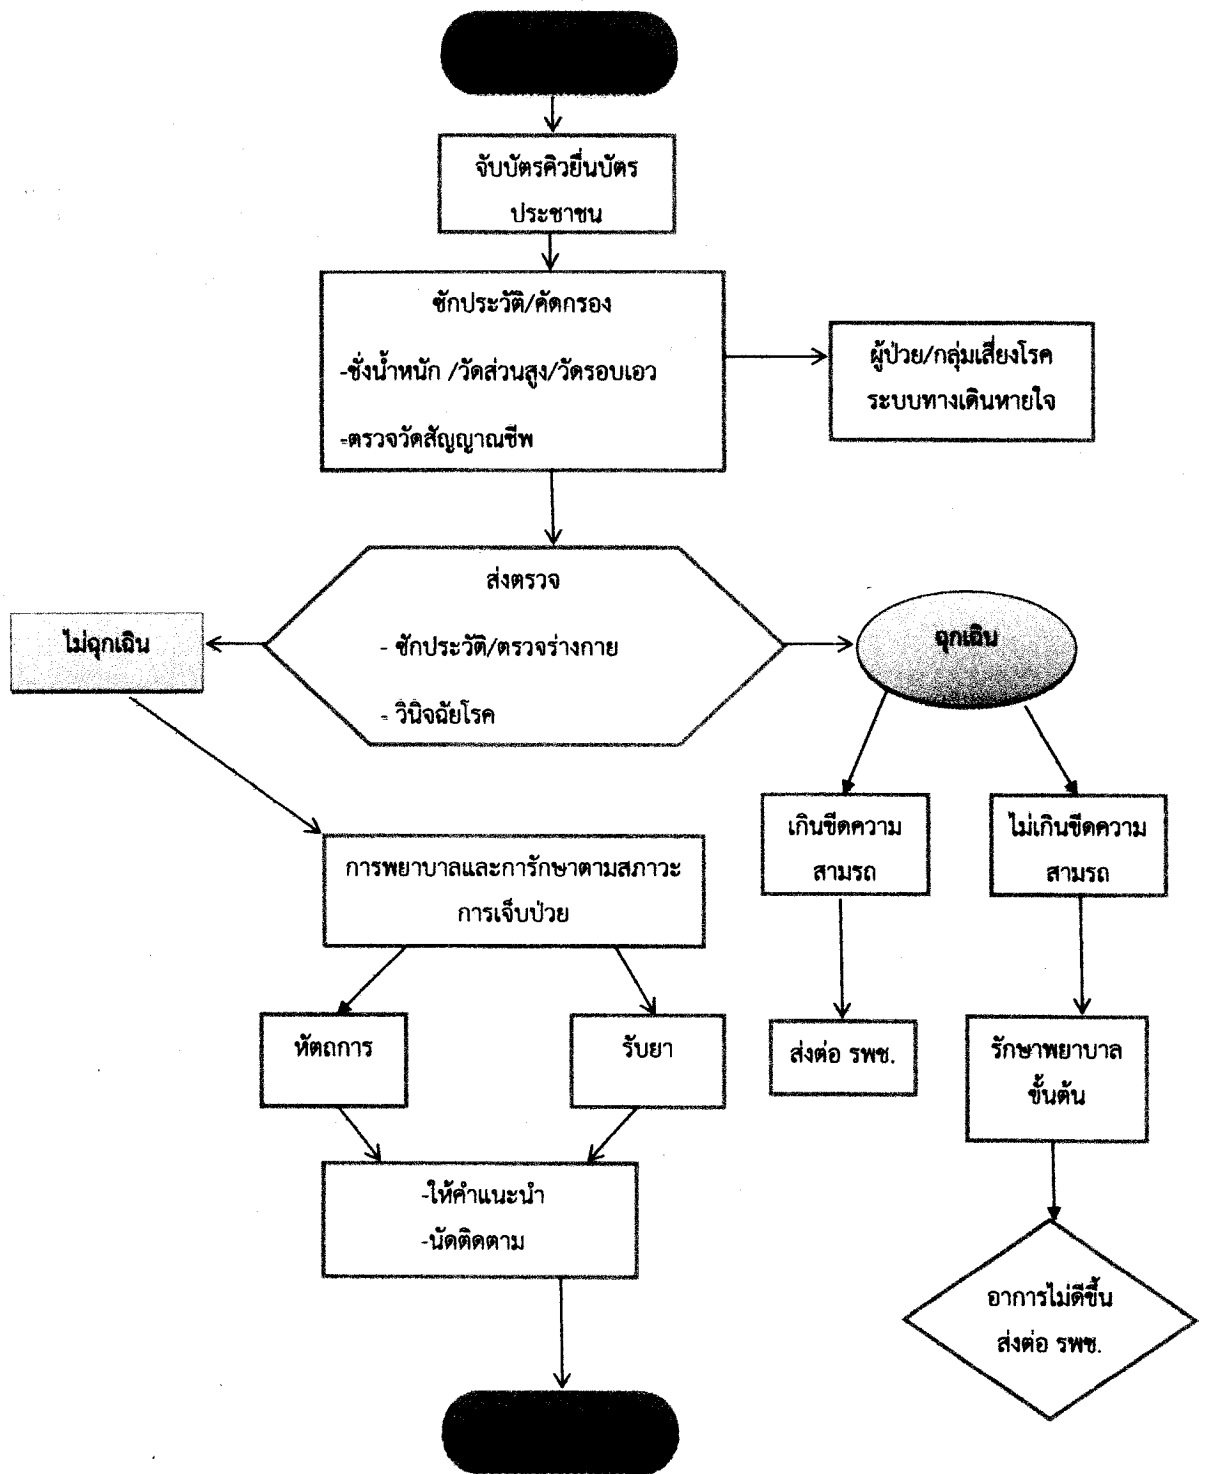 จับบัตรคิวยื่นบัตร
ประชาชน
ซักประวัติ/คัดกรอง
-ชั่งน้ำหนัก /วัดส่วนสูง/วัดรอบเอว
-ตรวจวัดสัญญาณชีพ
ผู้ป่วย/กลุ่มเสี่ยงโรค
ระบบทางเดินหายใจ
ส่งตรวจ
- ซักประวัติ/ตรวจร่างกาย
- วินิจฉัยโรค
ไม่ฉุกเฉิน
ฉุกเฉิน
เกินขีดความ
สามรถ
ไม่เกินขีดความ
สามรถ
การพยาบาลและการักษาตามสภาวะ
การเจ็บป่วย
หัตถการ
รับยา
ส่งต่อ รพช.
รักษาพยาบาล
ขั้นต้น
-ให้คำแนะนำ
-นัดติดตาม
อาการไม่ดีขึ้น
ส่งต่อ รพช.